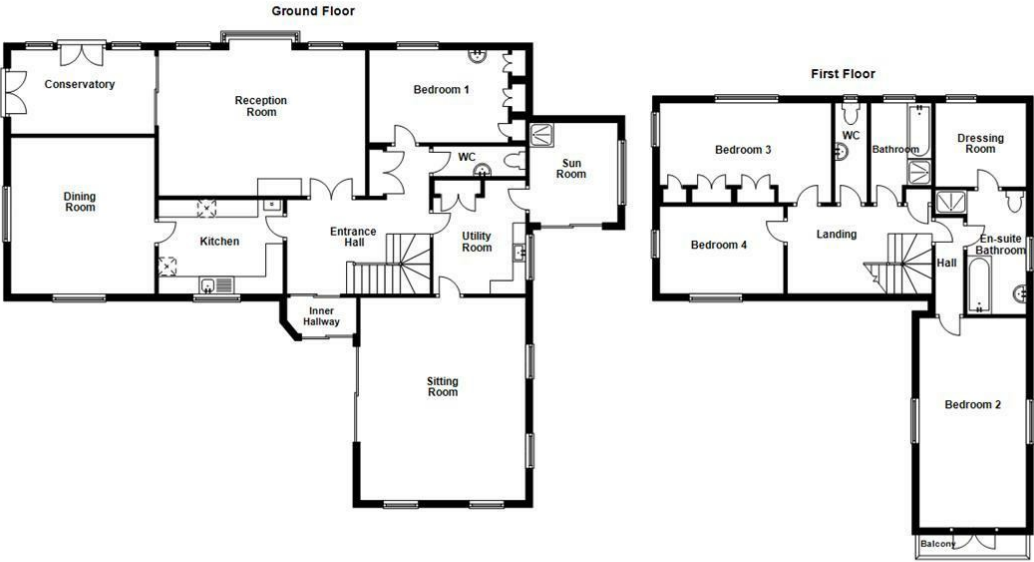 Ground Floor
Conservatory
Reception
Room
Bedroom 1
WC
Sun
Room
Dining
Room
Kitchen
Entrance
Hall
Utility
Room
Inner
Hallway
Sitting
Room
First Floor
Bedroom 3
WC
Bathroom
Dressing
Room
Bedroom 4
Landing
Hall
En-suite
Bathroom
Bedroom 2
Balcony